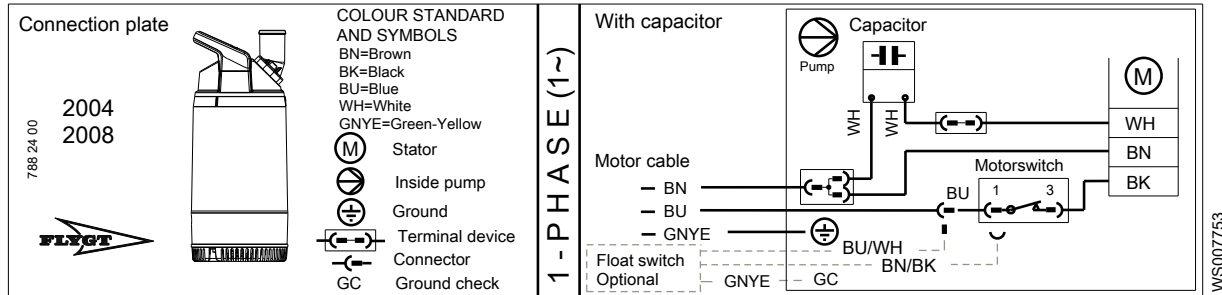 Connection plate
2004
2008
788 24 00
FLYGT
COLOUR STANDARD
AND SYMBOLS
BN=Brown
BK=Black
BU=Blue
WH=White
GNYE=Green-Yellow
M Stator
Inside pump
Ground
Terminal device
Connector
GC Ground check
1 - PHASE (1~)
With capacitor
Pump
Capacitor
M
WH
WH
WH
BN
BK
Motor cable
BN
BU
GNYE
Motorswitch
BU
1 3
BU/WH
BN/BK
Float switch
Optional
GNYE
GC
WS007753